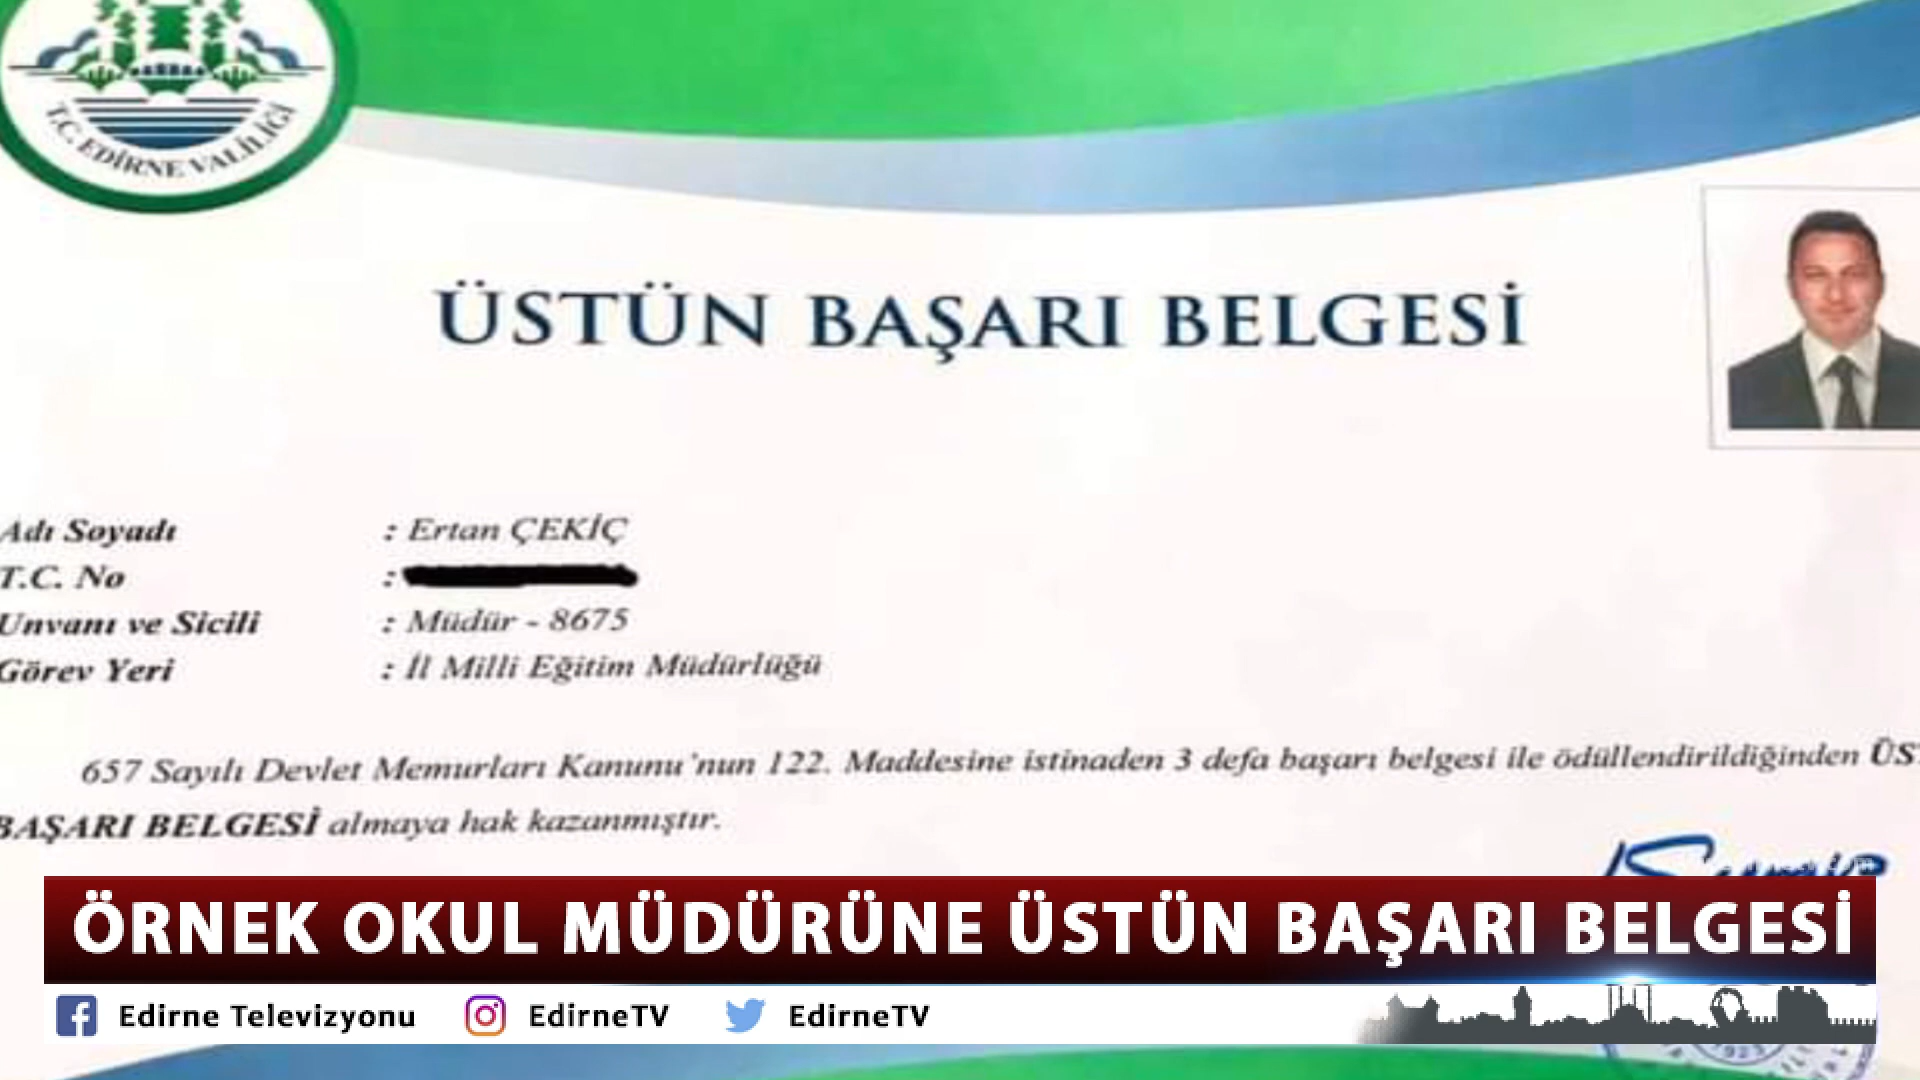 T.C. EDİRNE VALİLİĞİ
ÜSTÜN BAŞARI BELGESİ
Adı Soyadı : Ertan ÇEKİÇ
T.C. No :
Unvanı ve Sicili : Müdür - 8675
Görev Yeri : İl Milli Eğitim Müdürlüğü
657 Sayılı Devlet Memurları Kanunu'nun 122. Maddesine istinaden 3 defa başarı belgesi ile ödüllendirildiğinden
BAŞARI BELGESİ almaya hak kazanmıştır.
ÖRNEK OKUL MÜDÜRÜNE ÜSTÜN BAŞARI BELGESİ
Edirne Televizyonu EdirneTV EdirneTV